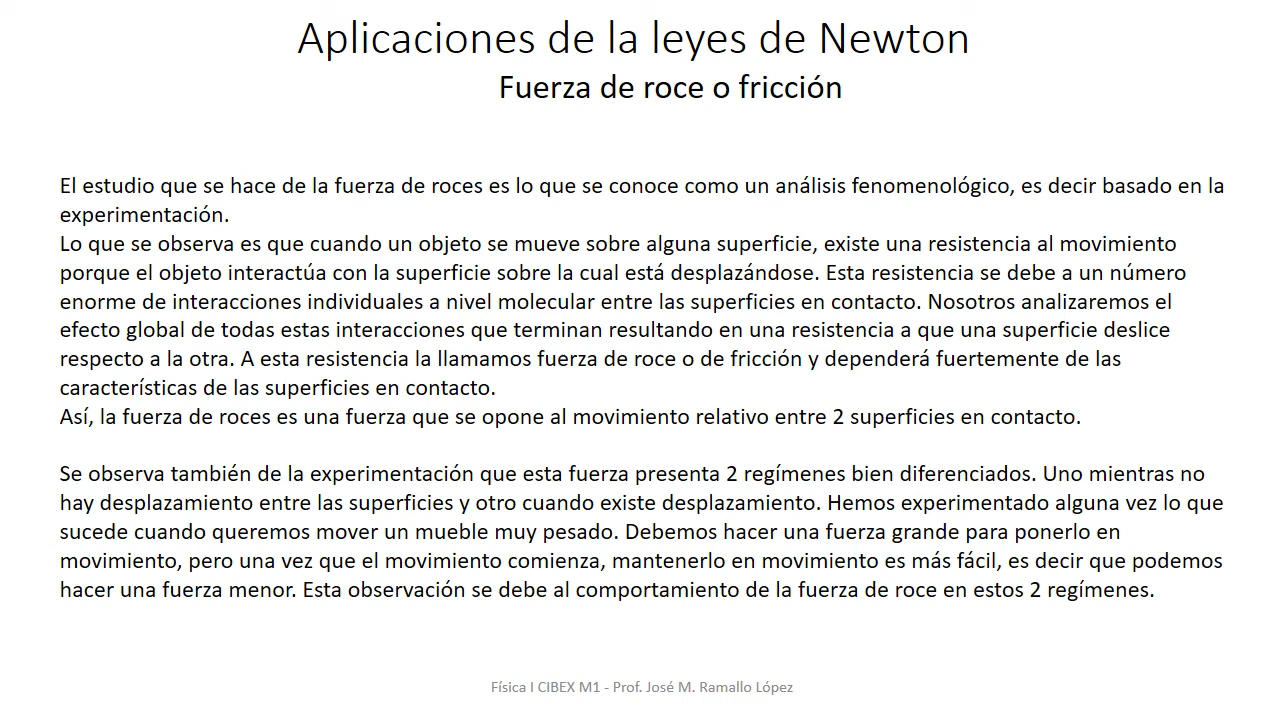 Aplicaciones de la leyes de Newton
Fuerza de roce o fricción
El estudio que se hace de la fuerza de roces es lo que se conoce como un análisis fenomenológico, es decir basado en la
experimentación.
Lo que se observa es que cuando un objeto se mueve sobre alguna superficie, existe una resistencia al movimiento
porque el objeto interactúa con la superficie sobre la cual está desplazándose. Esta resistencia se debe a un número
enorme de interacciones individuales a nivel molecular entre las superficies en contacto. Nosotros analizaremos el
efecto global de todas estas interacciones que terminan resultando en una resistencia a que una superficie deslice
respecto a la otra. A esta resistencia la llamamos fuerza de roce o de fricción y dependerá fuertemente de las
características de las superficies en contacto.
Así, la fuerza de roces es una fuerza que se opone al movimiento relativo entre 2 superficies en contacto.
Se observa también de la experimentación que esta fuerza presenta 2 regímenes bien diferenciados. Uno mientras no
hay desplazamiento entre las superficies y otro cuando existe desplazamiento. Hemos experimentado alguna vez lo que
sucede cuando queremos mover un mueble muy pesado. Debemos hacer una fuerza grande para ponerlo en
movimiento, pero una vez que el movimiento comienza, mantenerlo en movimiento es más fácil, es decir que podemos
hacer una fuerza menor. Esta observación se debe al comportamiento de la fuerza de roce en estos 2 regímenes.
Física I CIBEX M1 - Prof. José M. Ramallo López